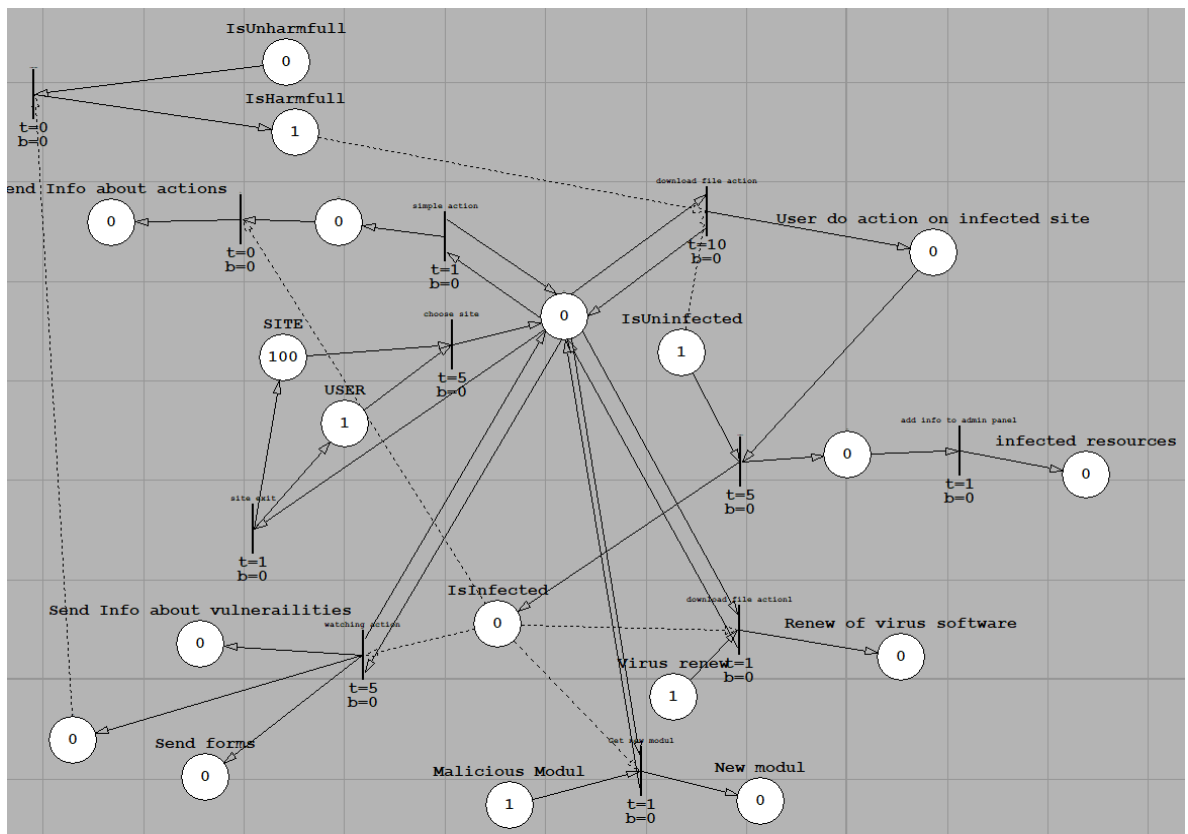 IsUnharmfull
0
IsHarmfull
t=0
b=0
1
end Info about actions
0
t=0
b=0
0
simple action
t=1
b=0
download file action
t=10
b=0
User do action on infected site
0
choose site
t=5
b=0
0
SITE
100
USER
1
IsUninfected
1
t=5
b=0
0
add info to admin panel
t=1
b=0
infected resources
0
site exit
t=1
b=0
IsInfected
0
Send Info about vulnerailities
0
watching action
t=5
b=0
download file action1
t=1
b=0
Renew of virus software
0
Virus renew
1
0
Send forms
0
Get new modul
t=1
b=0
Malicious Modul
1
New modul
0